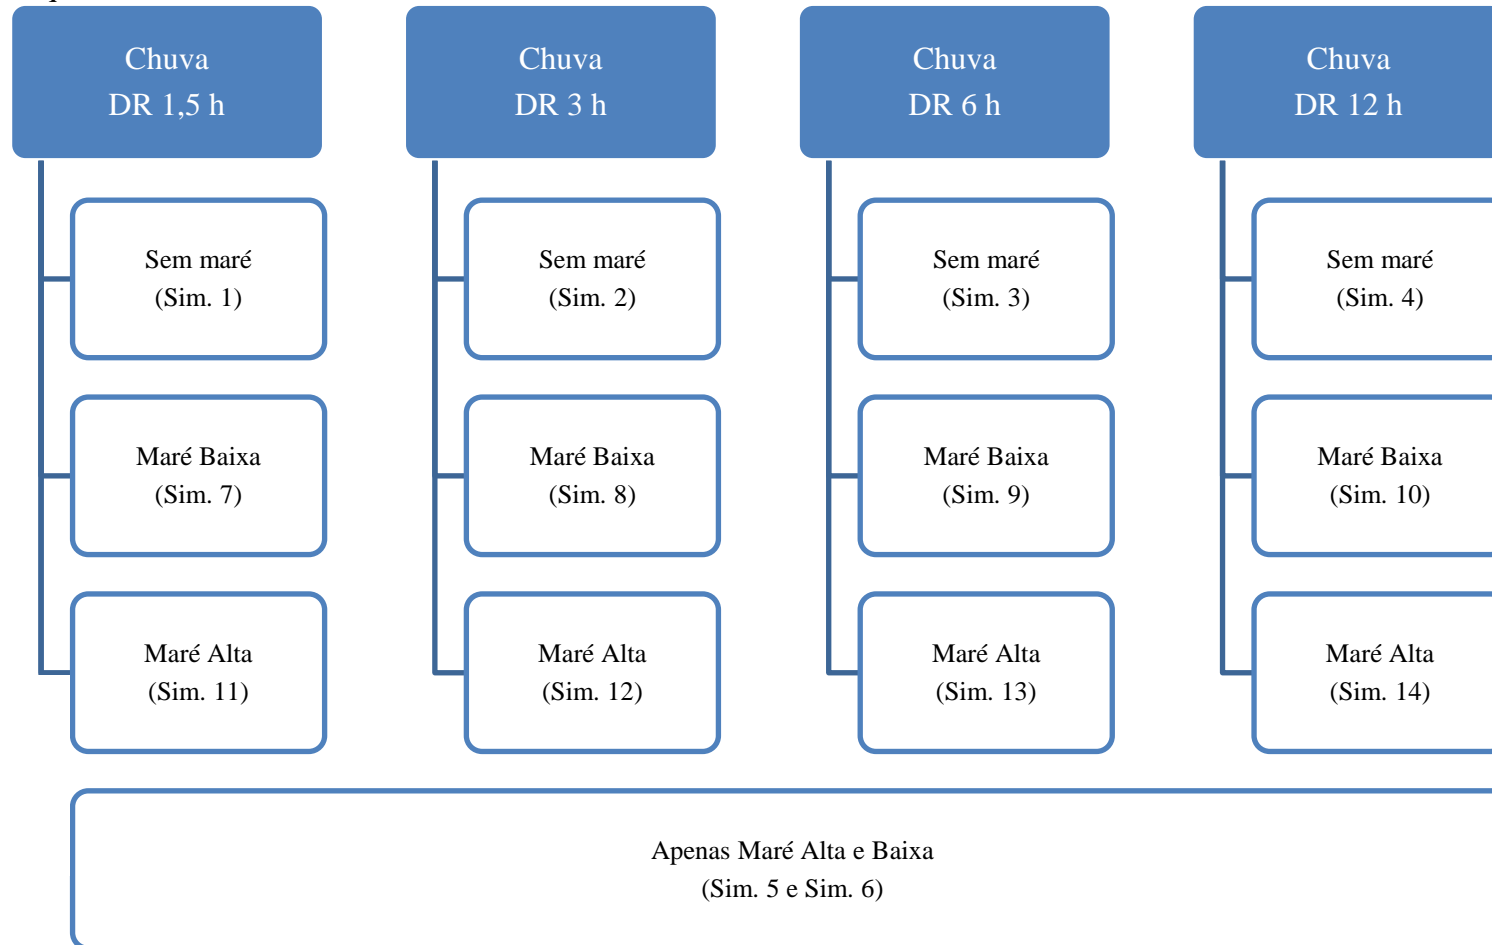 Chuva
DR 1,5 h
Chuva
DR 3 h
Chuva
DR 6 h
Chuva
DR 12 h
Sem maré
(Sim. 1)
Sem maré
(Sim. 2)
Sem maré
(Sim. 3)
Sem maré
(Sim. 4)
Maré Baixa
(Sim. 7)
Maré Baixa
(Sim. 8)
Maré Baixa
(Sim. 9)
Maré Baixa
(Sim. 10)
Maré Alta
(Sim. 11)
Maré Alta
(Sim. 12)
Maré Alta
(Sim. 13)
Maré Alta
(Sim. 14)
Apenas Maré Alta e Baixa
(Sim. 5 e Sim. 6)